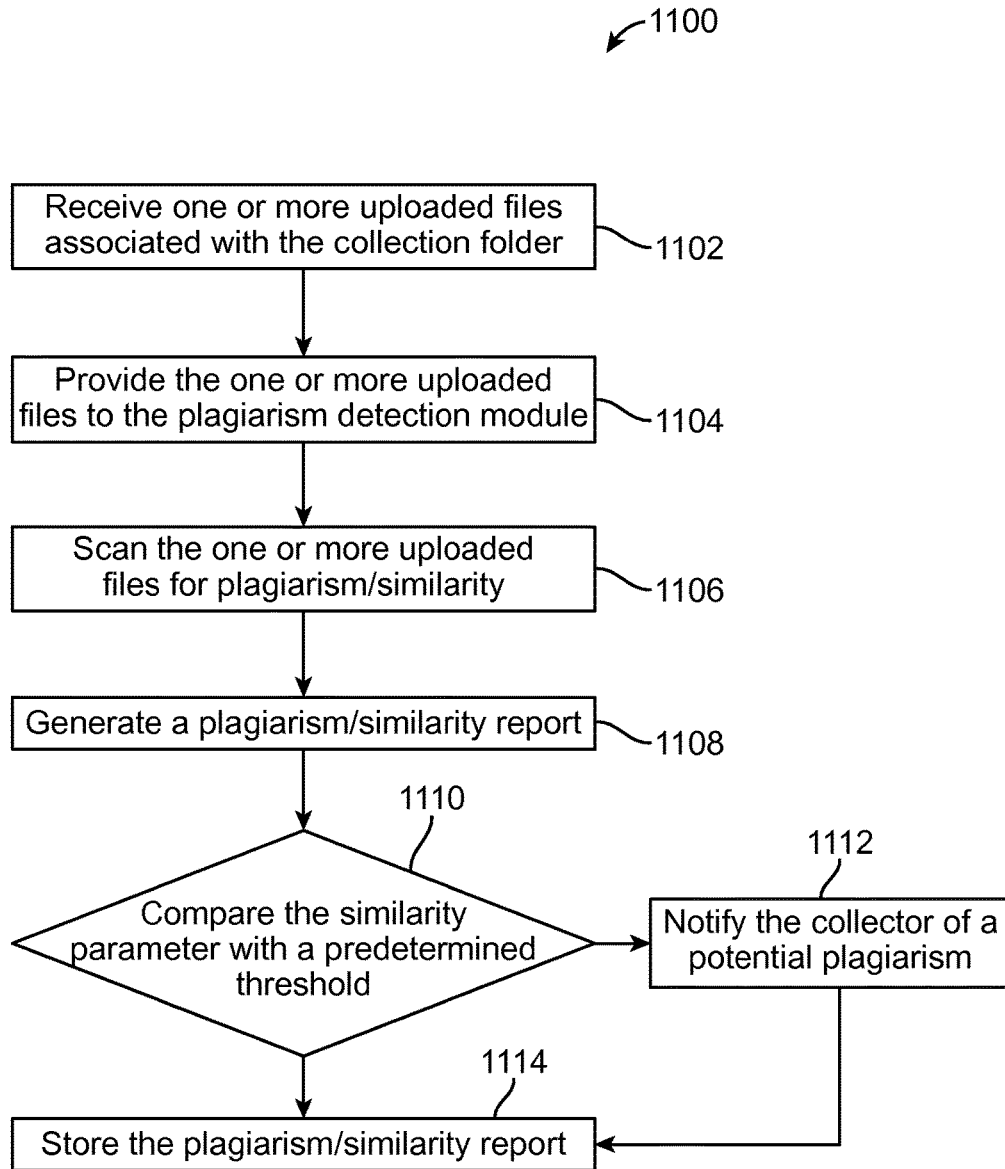 1100
Receive one or more uploaded files
associated with the collection folder
1102
Provide the one or more uploaded
files to the plagiarism detection module
1104
Scan the one or more uploaded
files for plagiarism/similarity
1106
Generate a plagiarism/similarity report
1108
1110
Compare the similarity
parameter with a predetermined
threshold
1112
Notify the collector of a
potential plagiarism
1114
Store the plagiarism/similarity report